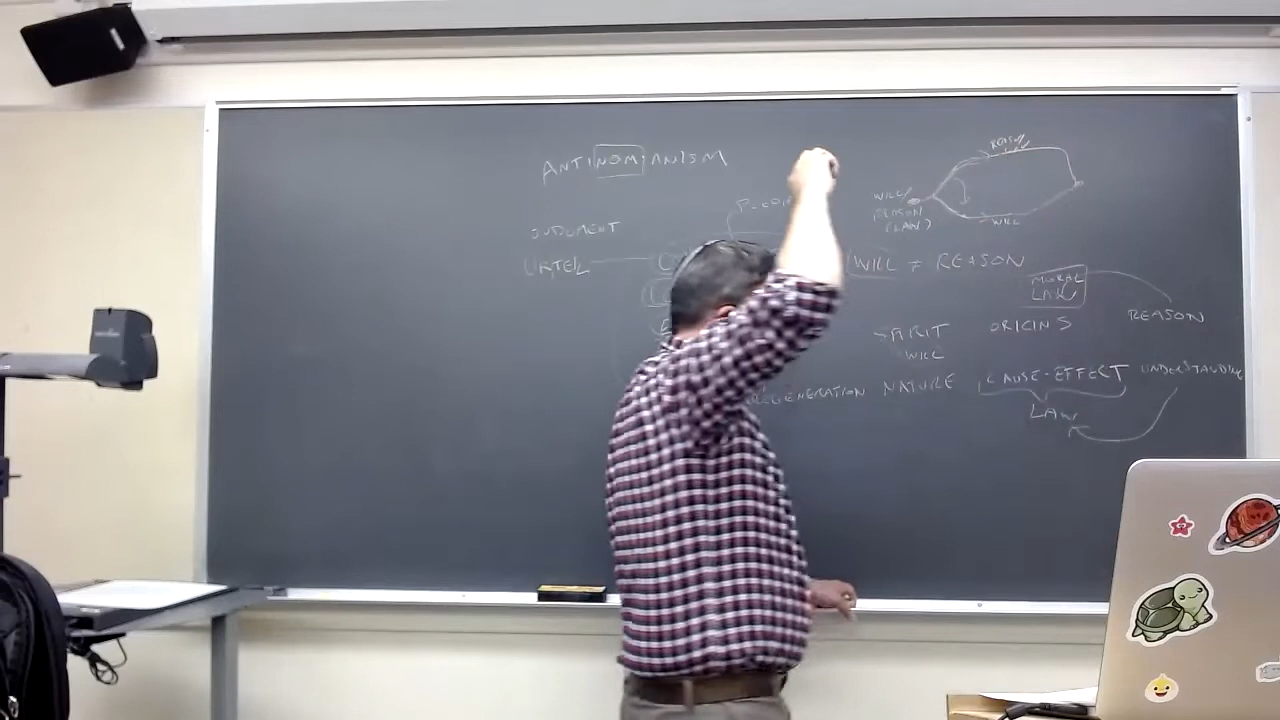 ANTINOMIANISM
REASON
WILL/
REASON
(LAW)
WILL
JUDGMENT
URTEIL
WILL = REASON
MORAL
LAW
REASON
SPIRIT ORIGINS
WILL
REGENERATION NATURE CAUSE-EFFECT UNDERSTANDING
LAW